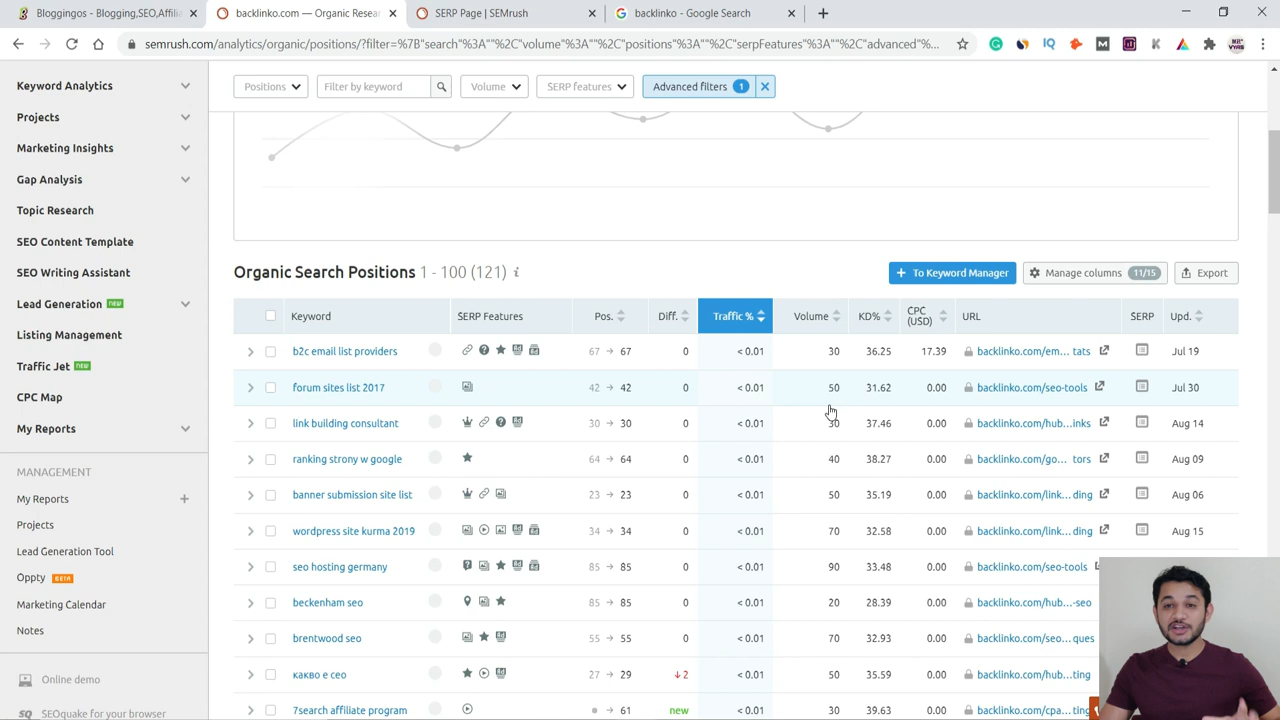 Bloggingos - Blogging,SEO,Affili
backlinko.com — Organic Resea
SERP Page | SEMrush
backlinko - Google Search
semrush.com/analytics/organic/positions/?filter=%7B"search"%3A""%2C"volume"%3A""%2C"positions"%3A""%2C"serpFeatures"%3A""%2C"advanced"%...
Keyword Analytics
Projects
Marketing Insights
Gap Analysis
Topic Research
SEO Content Template
SEO Writing Assistant
Lead Generation NEW
Listing Management
Traffic Jet NEW
CPC Map
My Reports
MANAGEMENT
My Reports
Projects
Lead Generation Tool
Oppty BETA
Marketing Calendar
Notes
Online demo
SEOquake for your browser
Positions Filter by keyword Volume SERP features Advanced filters 1
Organic Search Positions 1 - 100 (121)
To Keyword Manager Manage columns 11/15 Export
Keyword SERP Features Pos. Diff. Traffic % Volume KD% CPC (USD) URL SERP Upd.
b2c email list providers 67 → 67 0 < 0.01 30 36.25 17.39 backlinko.com/em... tats Jul 19
forum sites list 2017 42 → 42 0 < 0.01 50 31.62 0.00 backlinko.com/seo-tools Jul 30
link building consultant 30 → 30 0 < 0.01 30 37.46 0.00 backlinko.com/hub...inks Aug 14
ranking strony w google 64 → 64 0 < 0.01 40 38.27 0.00 backlinko.com/go... tors Aug 09
banner submission site list 23 → 23 0 < 0.01 50 35.19 0.00 backlinko.com/link...ding Aug 06
wordpress site kurma 2019 34 → 34 0 < 0.01 70 32.58 0.00 backlinko.com/link...ding Aug 15
seo hosting germany 85 → 85 0 < 0.01 90 33.48 0.00 backlinko.com/seo-tools
beckenham seo 85 → 85 0 < 0.01 20 28.39 0.00 backlinko.com/hub...-seo
brentwood seo 55 → 55 0 < 0.01 70 32.93 0.00 backlinko.com/seo...ques
какво е сео 27 → 29 ↓2 < 0.01 50 35.59 0.00 backlinko.com/hub...ting
7search affiliate program • → 61 new < 0.01 30 39.63 0.00 backlinko.com/cpa...ting